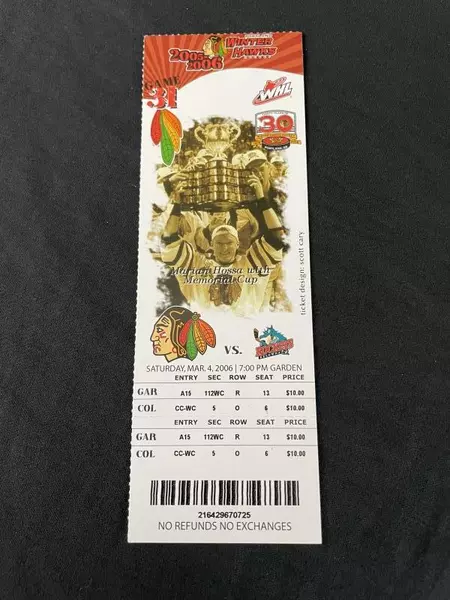 2005-2006 WINTER HAWKS
GAME 31
WHL
30
Marian Hossa with
Memorial Cup
ticket design: scott cary
VS.
SATURDAY, MAR. 4, 2006 | 7:00 PM GARDEN
ENTRY SEC ROW SEAT PRICE
GAR A15 112WC R 13 $10.00
COL CC-WC 5 O 6 $10.00
ENTRY SEC ROW SEAT PRICE
GAR A15 112WC R 13 $10.00
COL CC-WC 5 O 6 $10.00
216429670725
NO REFUNDS NO EXCHANGES